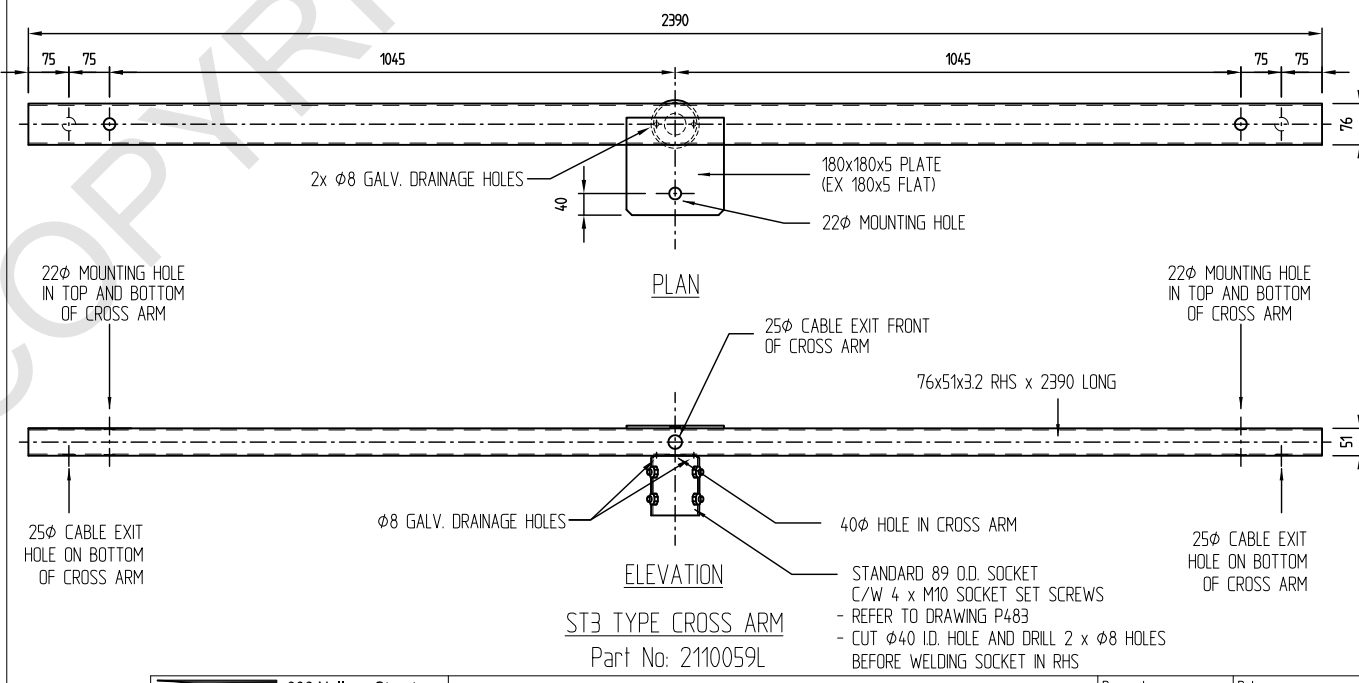 COPYRI
2390
75
75
1045
1045
75
75
76
2x Φ8 GALV. DRAINAGE HOLES
180x180x5 PLATE
(EX 180x5 FLAT)
40
22Φ MOUNTING HOLE
PLAN
22Φ MOUNTING HOLE
IN TOP AND BOTTOM
OF CROSS ARM
22Φ MOUNTING HOLE
IN TOP AND BOTTOM
OF CROSS ARM
25Φ CABLE EXIT FRONT
OF CROSS ARM
76x51x3.2 RHS x 2390 LONG
51
Φ8 GALV. DRAINAGE HOLES
40Φ HOLE IN CROSS ARM
25Φ CABLE EXIT
HOLE ON BOTTOM
OF CROSS ARM
25Φ CABLE EXIT
HOLE ON BOTTOM
OF CROSS ARM
ELEVATION
STANDARD 89 O.D. SOCKET
C/W 4 x M10 SOCKET SET SCREWS
- REFER TO DRAWING P483
- CUT Φ40 I.D. HOLE AND DRILL 2 x Φ8 HOLES
BEFORE WELDING SOCKET IN RHS
ST3 TYPE CROSS ARM
Part No: 2110059L